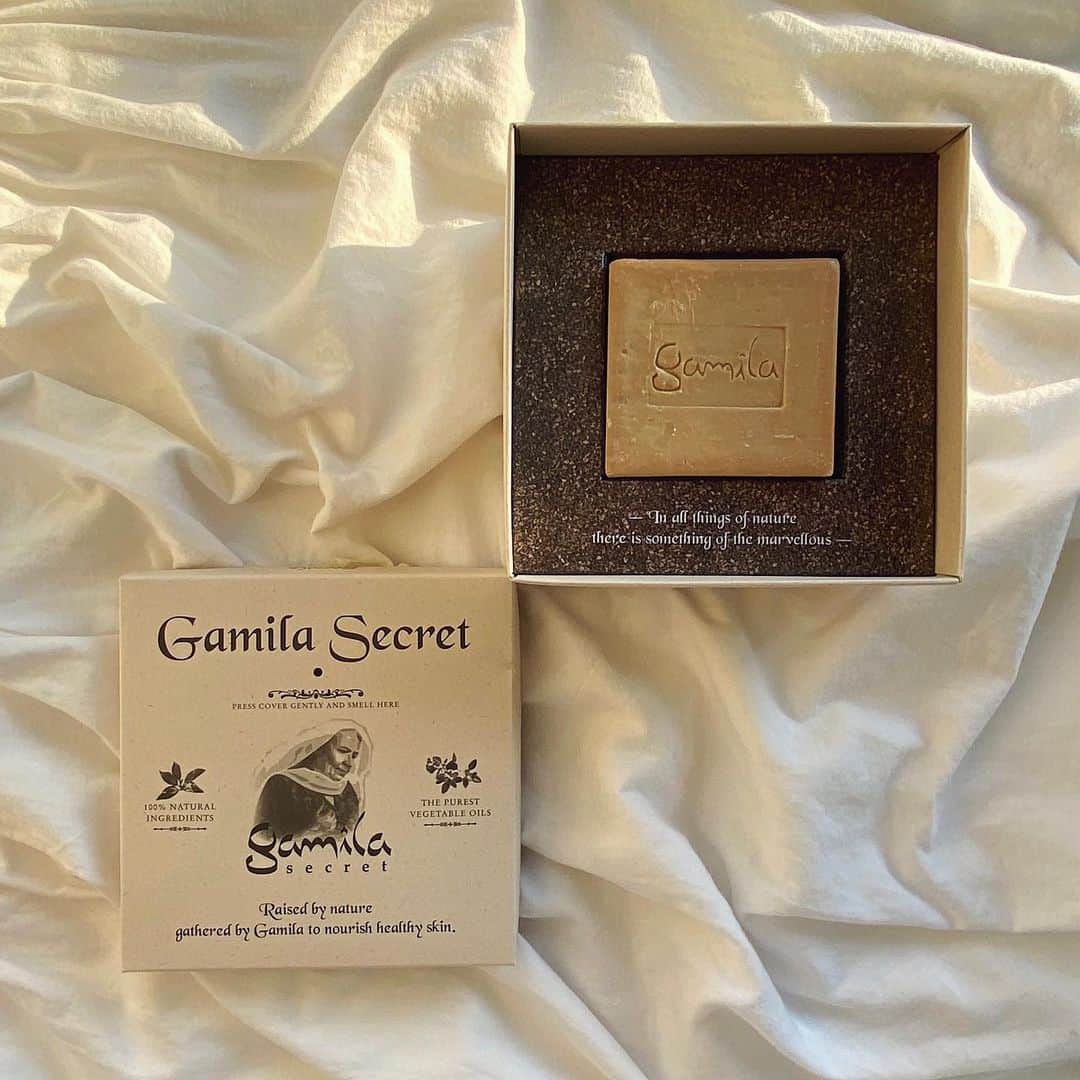 gamila
— In all things of nature
there is something of the marvellous —
Gamila Secret
PRESS COVER GENTLY AND SMELL HERE
100% NATURAL
INGREDIENTS
THE PUREST
VEGETABLE OILS
gamila
secret
Raised by nature
gathered by Gamila to nourish healthy skin.